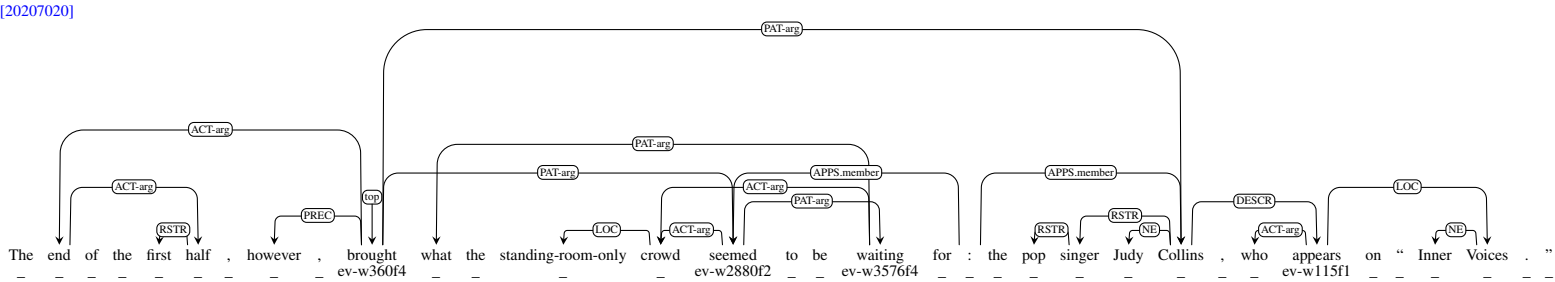 [20207020]
PAT-arg
ACT-arg
PAT-arg
PAT-arg APPS.member APPS.member
ACT-arg ACT-arg LOC
top PAT-arg DESCR
PREC RSTR
RSTR LOC ACT-arg RSTR NE ACT-arg NE
The end of the first half , however , brought what the standing-room-only crowd seemed to be waiting for : the pop singer Judy Collins , who appears on “ Inner Voices . ”
_ _ _ _ _ _ _ _ _ ev-w360f4 _ _ _ _ ev-w2880f2 _ _ ev-w3576f4 _ _ _ _ _ _ _ _ _ ev-w115f1 _ _ _ _ _ _